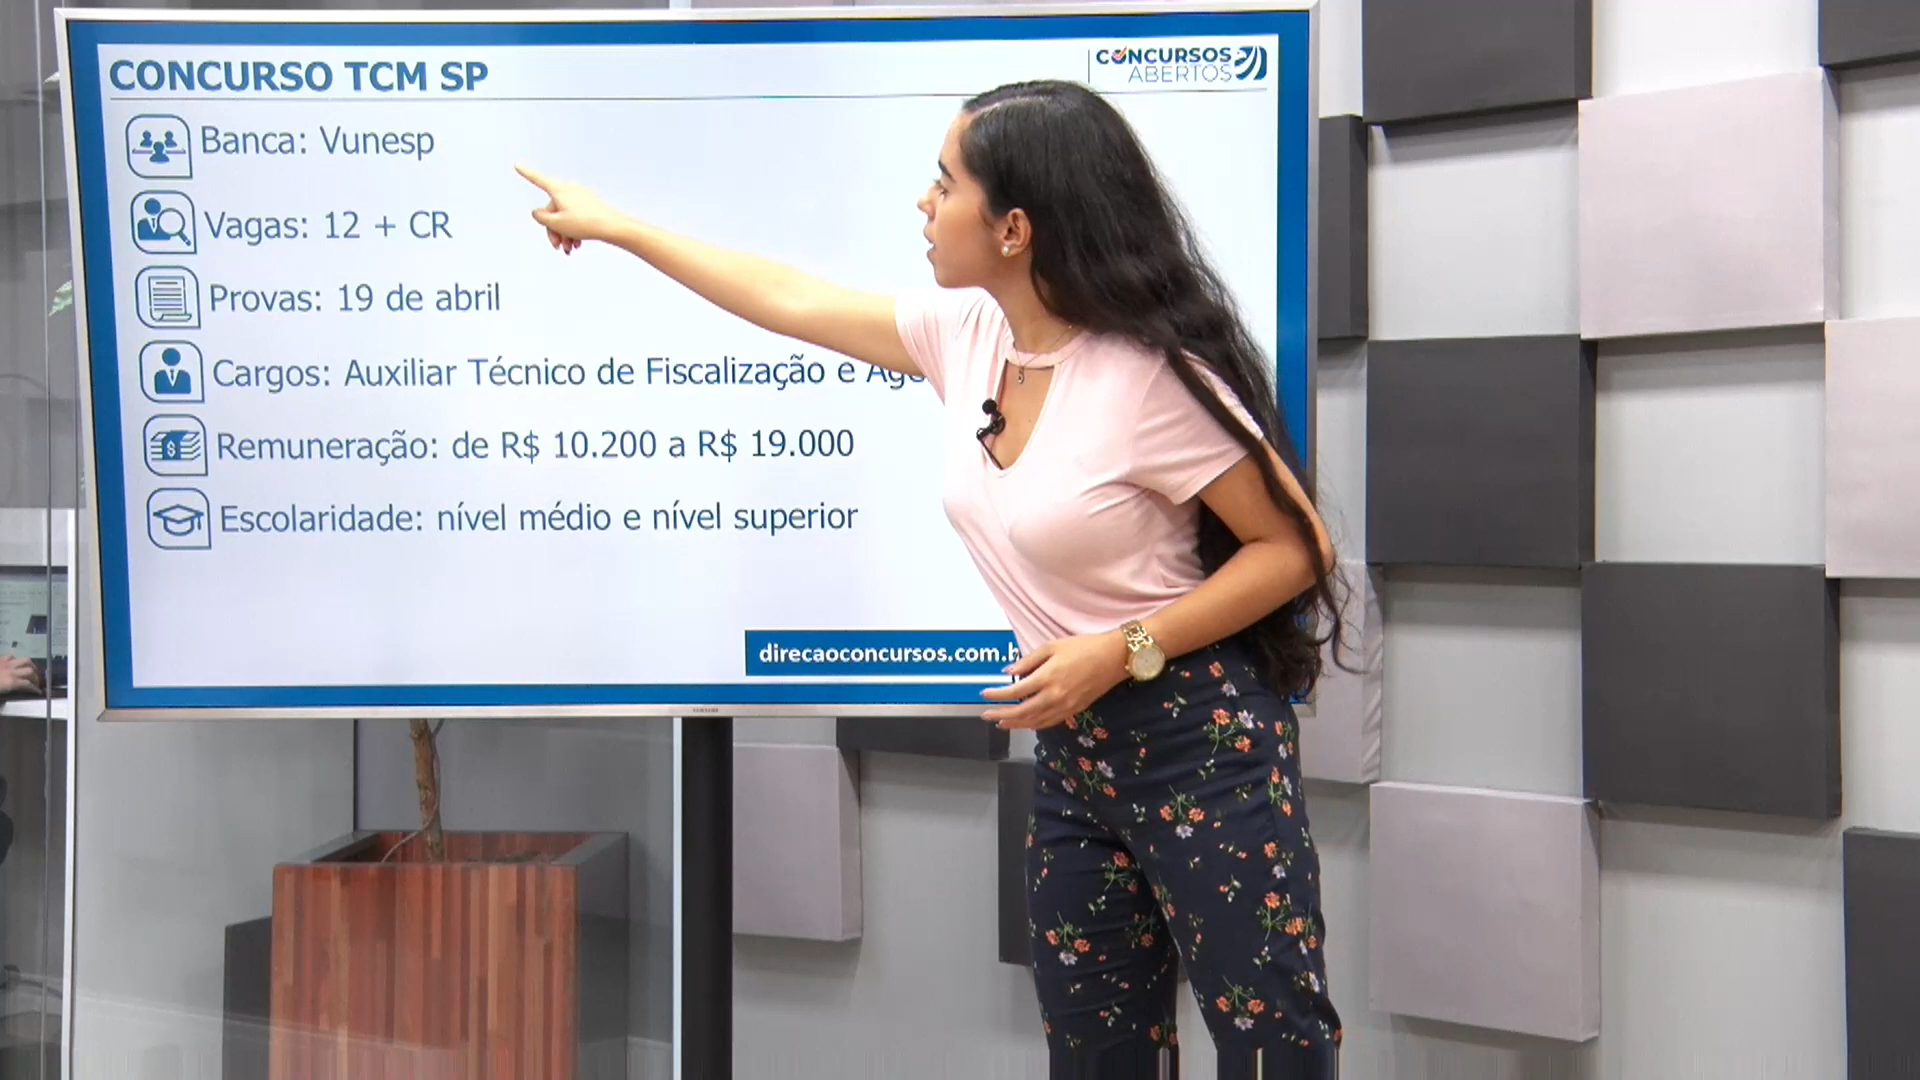 CONCURSO TCM SP
CONCURSOS
ABERTOS
Banca: Vunesp
Vagas: 12 + CR
Provas: 19 de abril
Cargos: Auxiliar Técnico de Fiscalização e
Remuneração: de R$ 10.200 a R$ 19.000
Escolaridade: nível médio e nível superior
direcaoconcursos.com.b
SAMSUNG